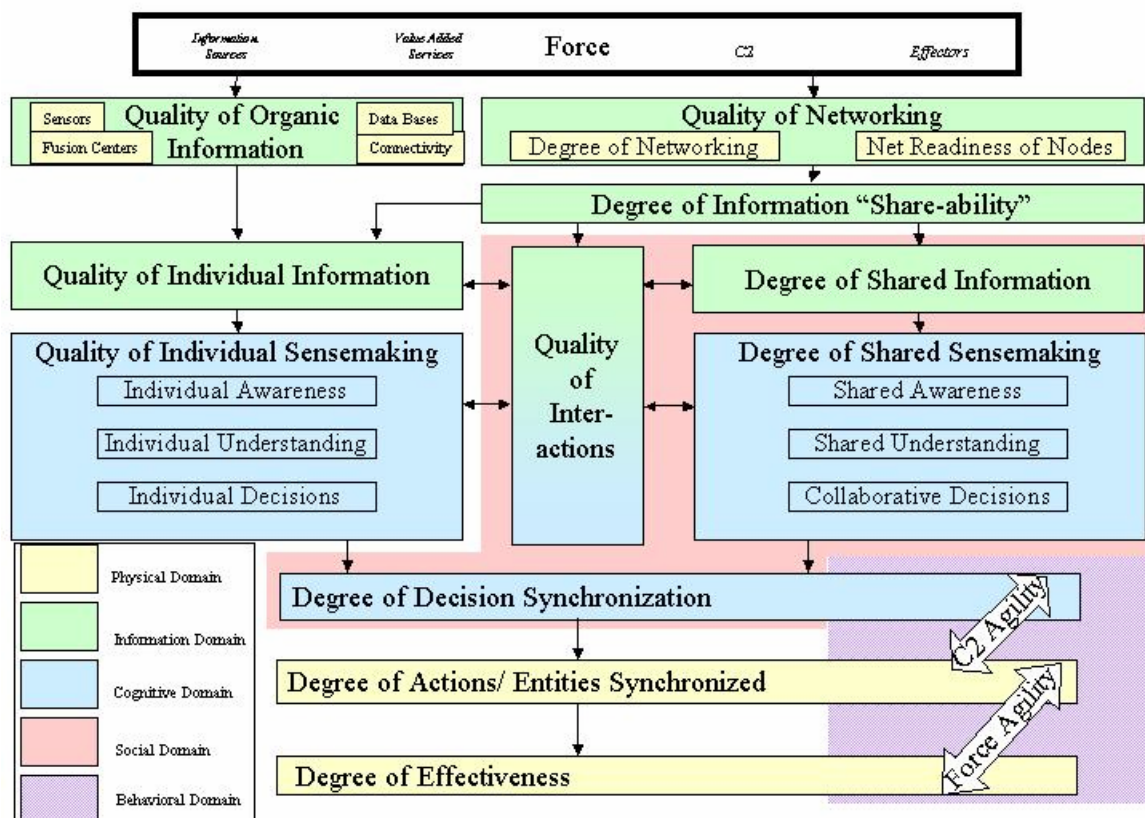 Information Sources
Value Added Services
Force
C2
Effectors
Quality of Organic Information
Sensors
Fusion Centers
Data Bases
Connectivity
Quality of Networking
Degree of Networking
Net Readiness of Nodes
Degree of Information “Share-ability”
Quality of Individual Information
Quality
of
Inter-
actions
Degree of Shared Information
Quality of Individual Sensemaking
Individual Awareness
Individual Understanding
Individual Decisions
Degree of Shared Sensemaking
Shared Awareness
Shared Understanding
Collaborative Decisions
Physical Domain
Information Domain
Cognitive Domain
Social Domain
Behavioral Domain
Degree of Decision Synchronization
C2 Agility
Degree of Actions/ Entities Synchronized
Force Agility
Degree of Effectiveness